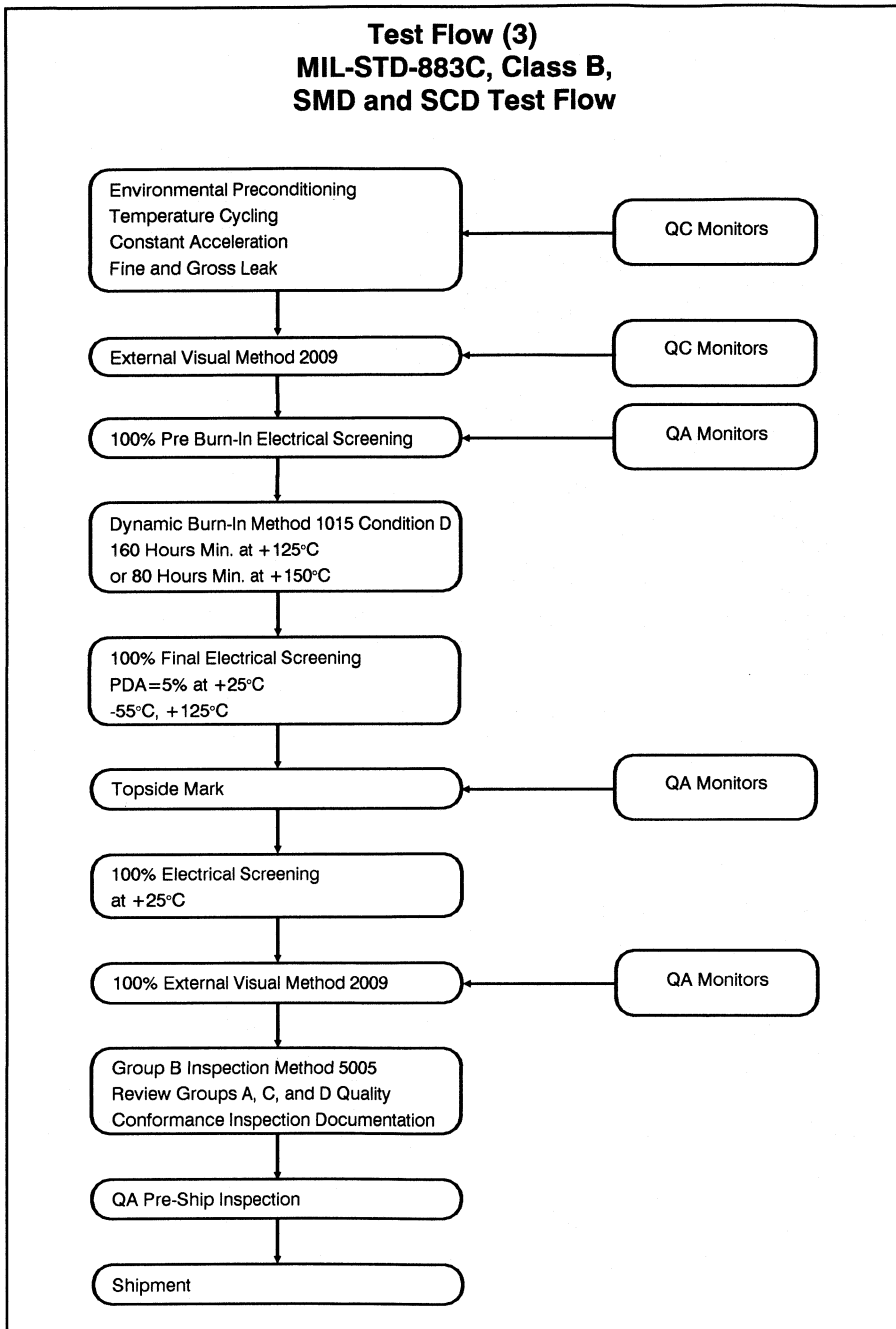 Test Flow (3)
MIL-STD-883C, Class B,
SMD and SCD Test Flow
Environmental Preconditioning
Temperature Cycling
Constant Acceleration
Fine and Gross Leak
QC Monitors
External Visual Method 2009
QC Monitors
100% Pre Burn-In Electrical Screening
QA Monitors
Dynamic Burn-In Method 1015 Condition D
160 Hours Min. at +125°C
or 80 Hours Min. at +150°C
100% Final Electrical Screening
PDA=5% at +25°C
-55°C, +125°C
Topside Mark
QA Monitors
100% Electrical Screening
at +25°C
100% External Visual Method 2009
QA Monitors
Group B Inspection Method 5005
Review Groups A, C, and D Quality
Conformance Inspection Documentation
QA Pre-Ship Inspection
Shipment